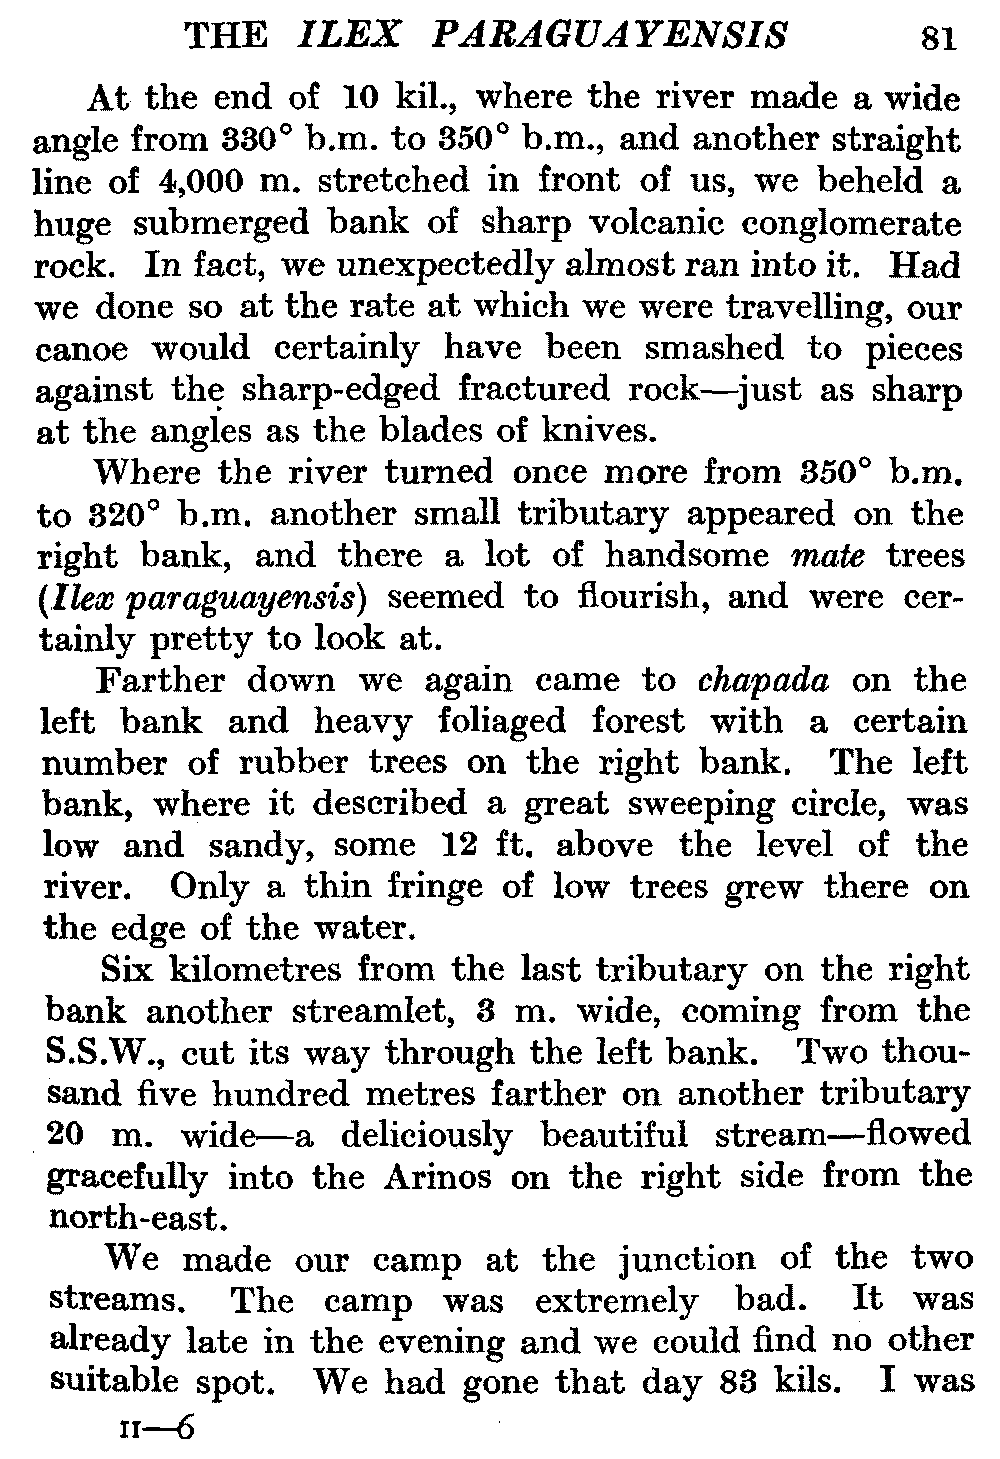 THE ILEX PARAGUAYENSIS 81
At the end of 10 kil., where the river made a wide
angle from 330° b.m. to 350° b.m., and another straight
line of 4,000 m. stretched in front of us, we beheld a
huge submerged bank of sharp volcanic conglomerate
rock. In fact, we unexpectedly almost ran into it. Had
we done so at the rate at which we were travelling, our
canoe would certainly have been smashed to pieces
against the sharp-edged fractured rock—just as sharp
at the angles as the blades of knives.
Where the river turned once more from 350° b.m.
to 320° b.m. another small tributary appeared on the
right bank, and there a lot of handsome mate trees
(Ilex paraguayensis) seemed to flourish, and were cer-
tainly pretty to look at.
Farther down we again came to chapada on the
left bank and heavy foliaged forest with a certain
number of rubber trees on the right bank. The left
bank, where it described a great sweeping circle, was
low and sandy, some 12 ft. above the level of the
river. Only a thin fringe of low trees grew there on
the edge of the water.
Six kilometres from the last tributary on the right
bank another streamlet, 3 m. wide, coming from the
S.S.W., cut its way through the left bank. Two thou-
sand five hundred metres farther on another tributary
20 m. wide—a deliciously beautiful stream—flowed
gracefully into the Arinos on the right side from the
north-east.
We made our camp at the junction of the two
streams. The camp was extremely bad. It was
already late in the evening and we could find no other
suitable spot. We had gone that day 83 kils. I was
II—6